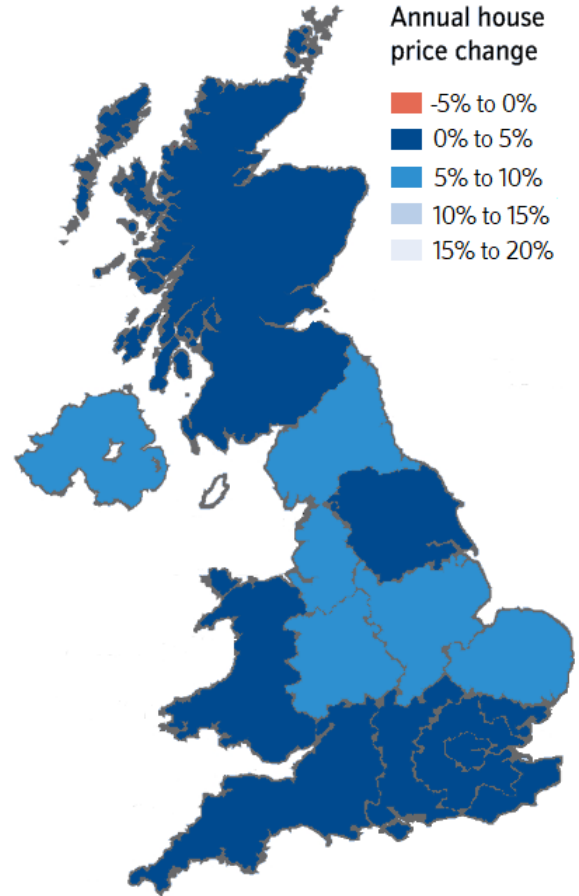 Annual house
price change
-5% to 0%
0% to 5%
5% to 10%
10% to 15%
15% to 20%